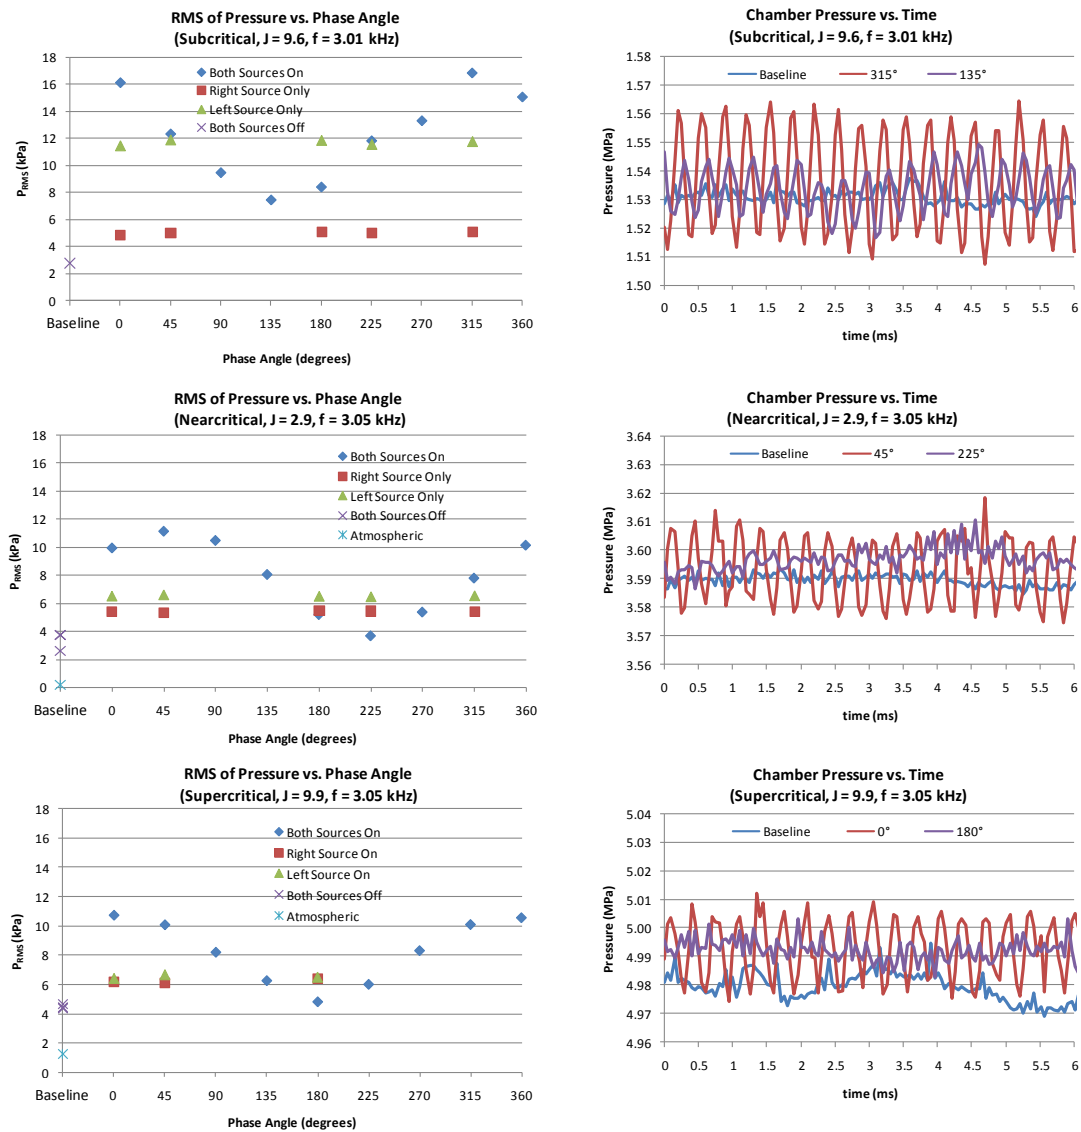 RMS of Pressure vs. Phase Angle
(Subcritical, J = 9.6, f = 3.01 kHz)
18
16
14
12
10
8
6
4
2
0
P_RMS (kPa)
Both Sources On
Right Source Only
Left Source Only
Both Sources Off
Baseline 0 45 90 135 180 225 270 315 360
Phase Angle (degrees)
Chamber Pressure vs. Time
(Subcritical, J = 9.6, f = 3.01 kHz)
1.58
1.57
1.56
1.55
1.54
1.53
1.52
1.51
1.50
Pressure (MPa)
Baseline 315° 135°
0 0.5 1 1.5 2 2.5 3 3.5 4 4.5 5 5.5 6
time (ms)
RMS of Pressure vs. Phase Angle
(Nearcritical, J = 2.9, f = 3.05 kHz)
18
16
14
12
10
8
6
4
2
0
P_RMS (kPa)
Both Sources On
Right Source Only
Left Source Only
Both Sources Off
Atmospheric
Baseline 0 45 90 135 180 225 270 315 360
Phase Angle (degrees)
Chamber Pressure vs. Time
(Nearcritical, J = 2.9, f = 3.05 kHz)
3.64
3.63
3.62
3.61
3.60
3.59
3.58
3.57
3.56
Pressure (MPa)
Baseline 45° 225°
0 0.5 1 1.5 2 2.5 3 3.5 4 4.5 5 5.5 6
time (ms)
RMS of Pressure vs. Phase Angle
(Supercritical, J = 9.9, f = 3.05 kHz)
18
16
14
12
10
8
6
4
2
0
P_RMS (kPa)
Both Sources On
Right Source On
Left Source On
Both Sources Off
Atmospheric
Baseline 0 45 90 135 180 225 270 315 360
Phase Angle (degrees)
Chamber Pressure vs. Time
(Supercritical, J = 9.9, f = 3.05 kHz)
5.04
5.03
5.02
5.01
5.00
4.99
4.98
4.97
4.96
Pressure (MPa)
Baseline 0° 180°
0 0.5 1 1.5 2 2.5 3 3.5 4 4.5 5 5.5 6
time (ms)